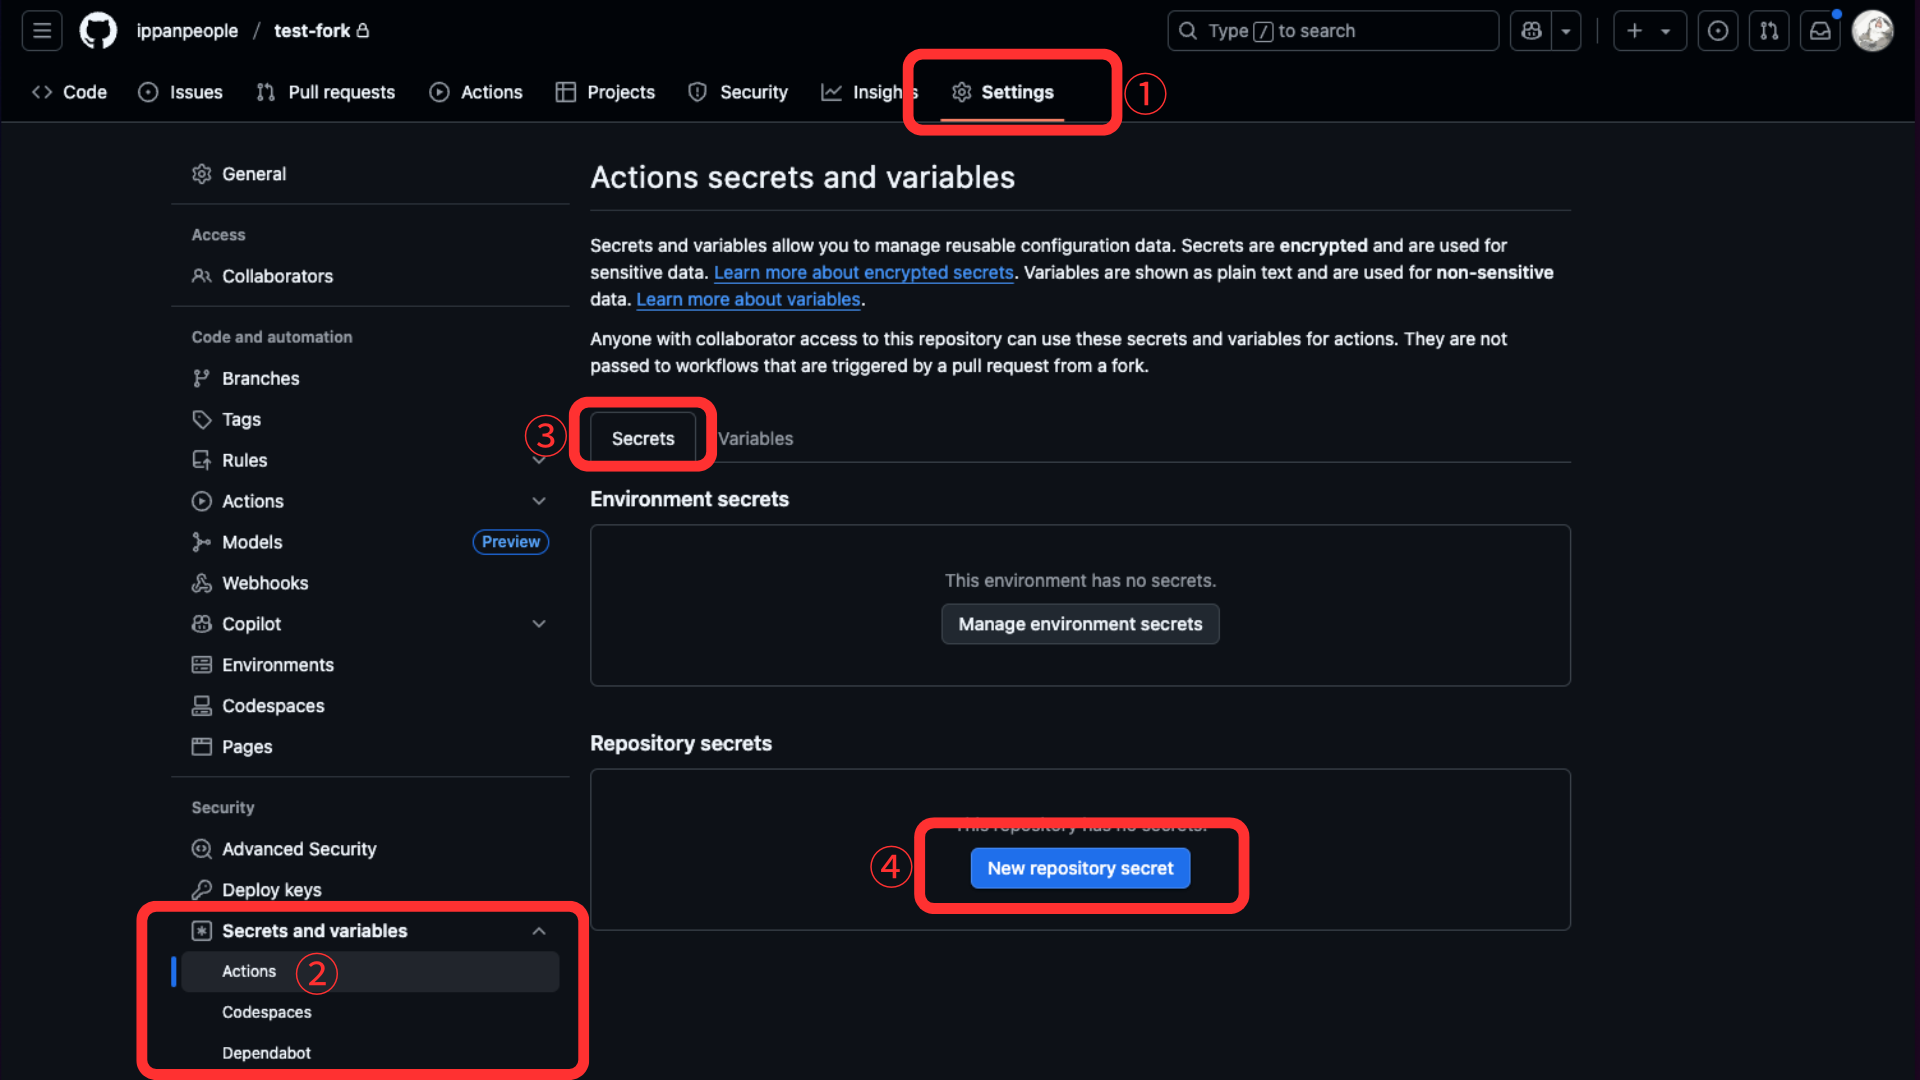 ippanpeople / test-fork
Type / to search
Code
Issues
Pull requests
Actions
Projects
Security
Insights
Settings
①
General
Access
Collaborators
Code and automation
Branches
Tags
Rules
Actions
Models
Preview
Webhooks
Copilot
Environments
Codespaces
Pages
Security
Advanced Security
Deploy keys
Secrets and variables
Actions
②
Codespaces
Dependabot
Actions secrets and variables
Secrets and variables allow you to manage reusable configuration data. Secrets are encrypted and are used for
sensitive data. Learn more about encrypted secrets. Variables are shown as plain text and are used for non-sensitive
data. Learn more about variables.
Anyone with collaborator access to this repository can use these secrets and variables for actions. They are not
passed to workflows that are triggered by a pull request from a fork.
③
Secrets
Variables
Environment secrets
This environment has no secrets.
Manage environment secrets
Repository secrets
This repository has no secrets.
④
New repository secret